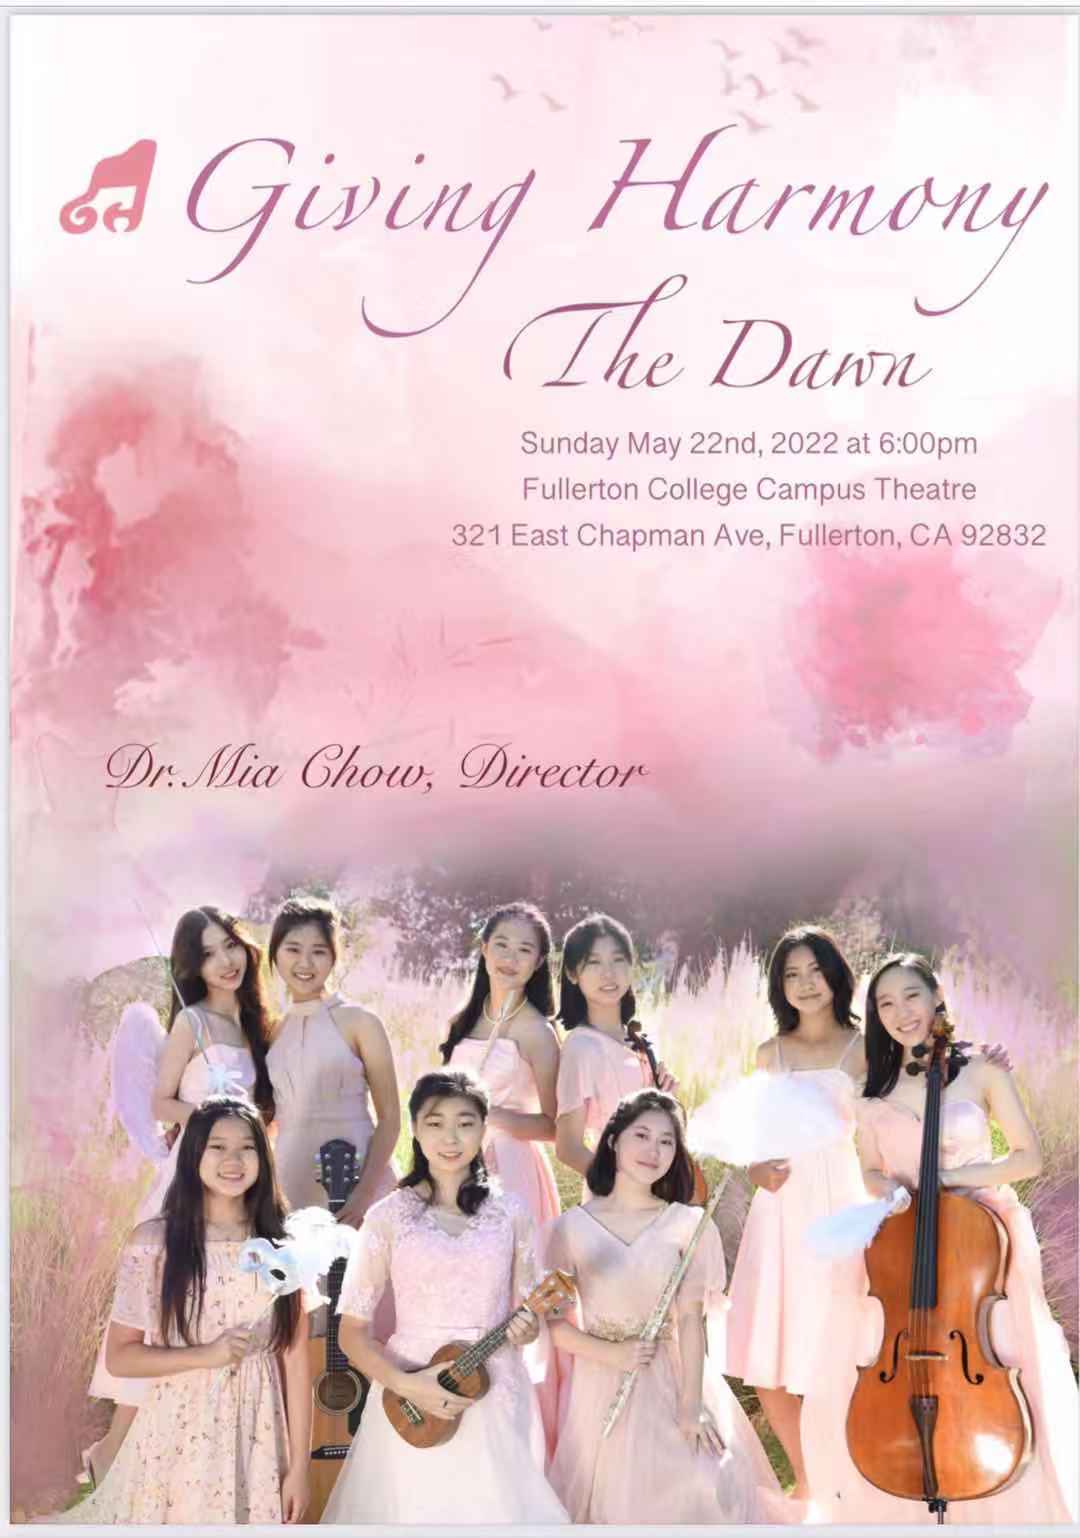 Giving Harmony
The Dawn
Sunday May 22nd, 2022 at 6:00pm
Fullerton College Campus Theatre
321 East Chapman Ave, Fullerton, CA 92832
Dr. Mia Chow, Director